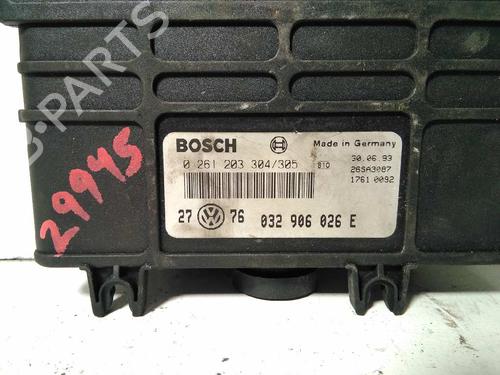 B-PARTS
BOSCH
Made in Germany
0 261 203 304/305
30.06.93
26SA3087
1761 0092
27 76 032 906 026 E
29945